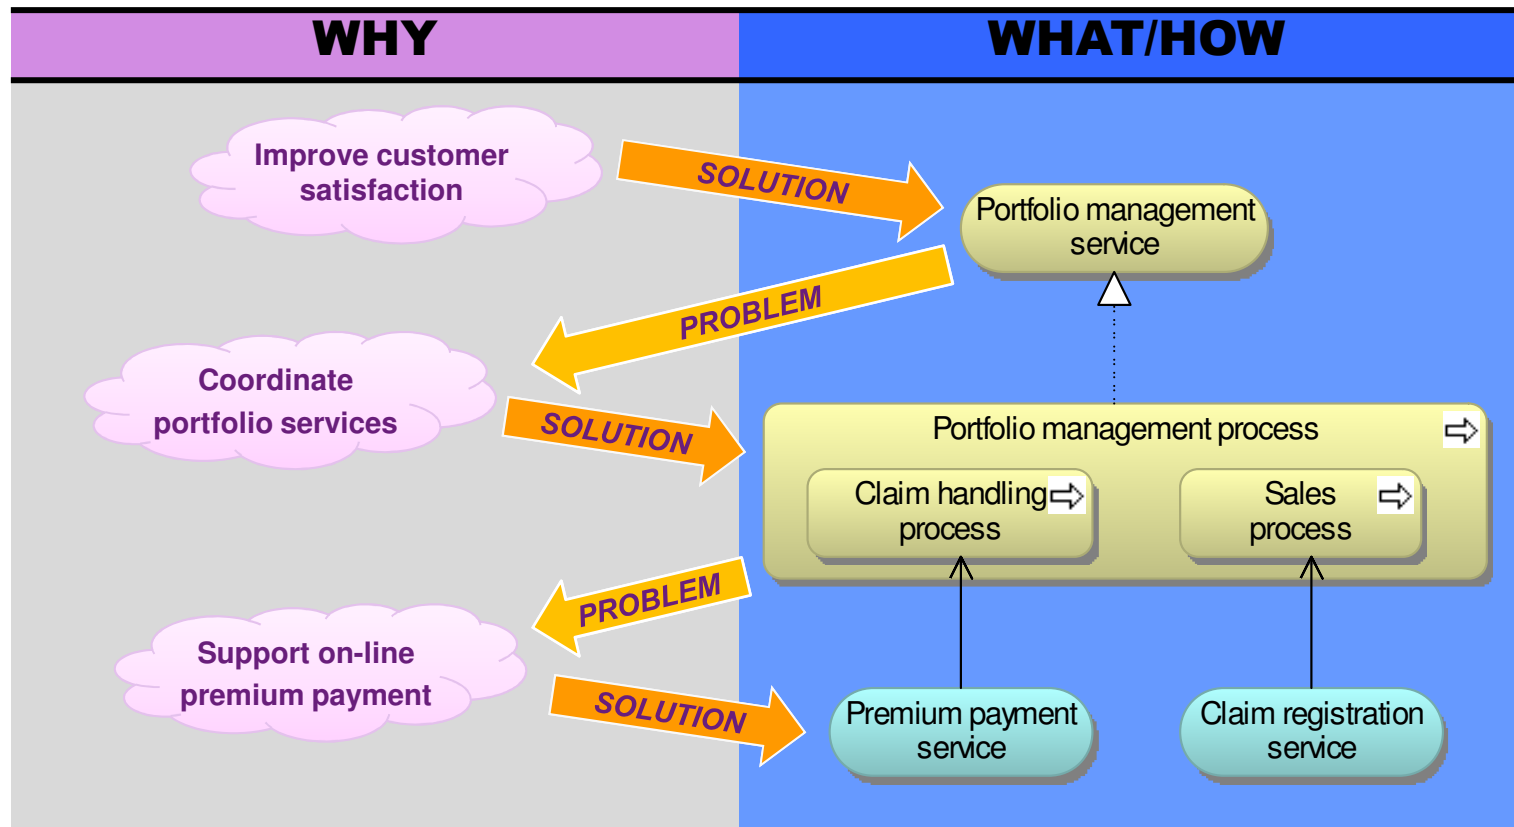 WHY
WHAT/HOW
Improve customer
satisfaction
SOLUTION
Portfolio management
service
PROBLEM
Coordinate
portfolio services
SOLUTION
Portfolio management process
Claim handling
process
Sales
process
PROBLEM
Support on-line
premium payment
SOLUTION
Premium payment
service
Claim registration
service